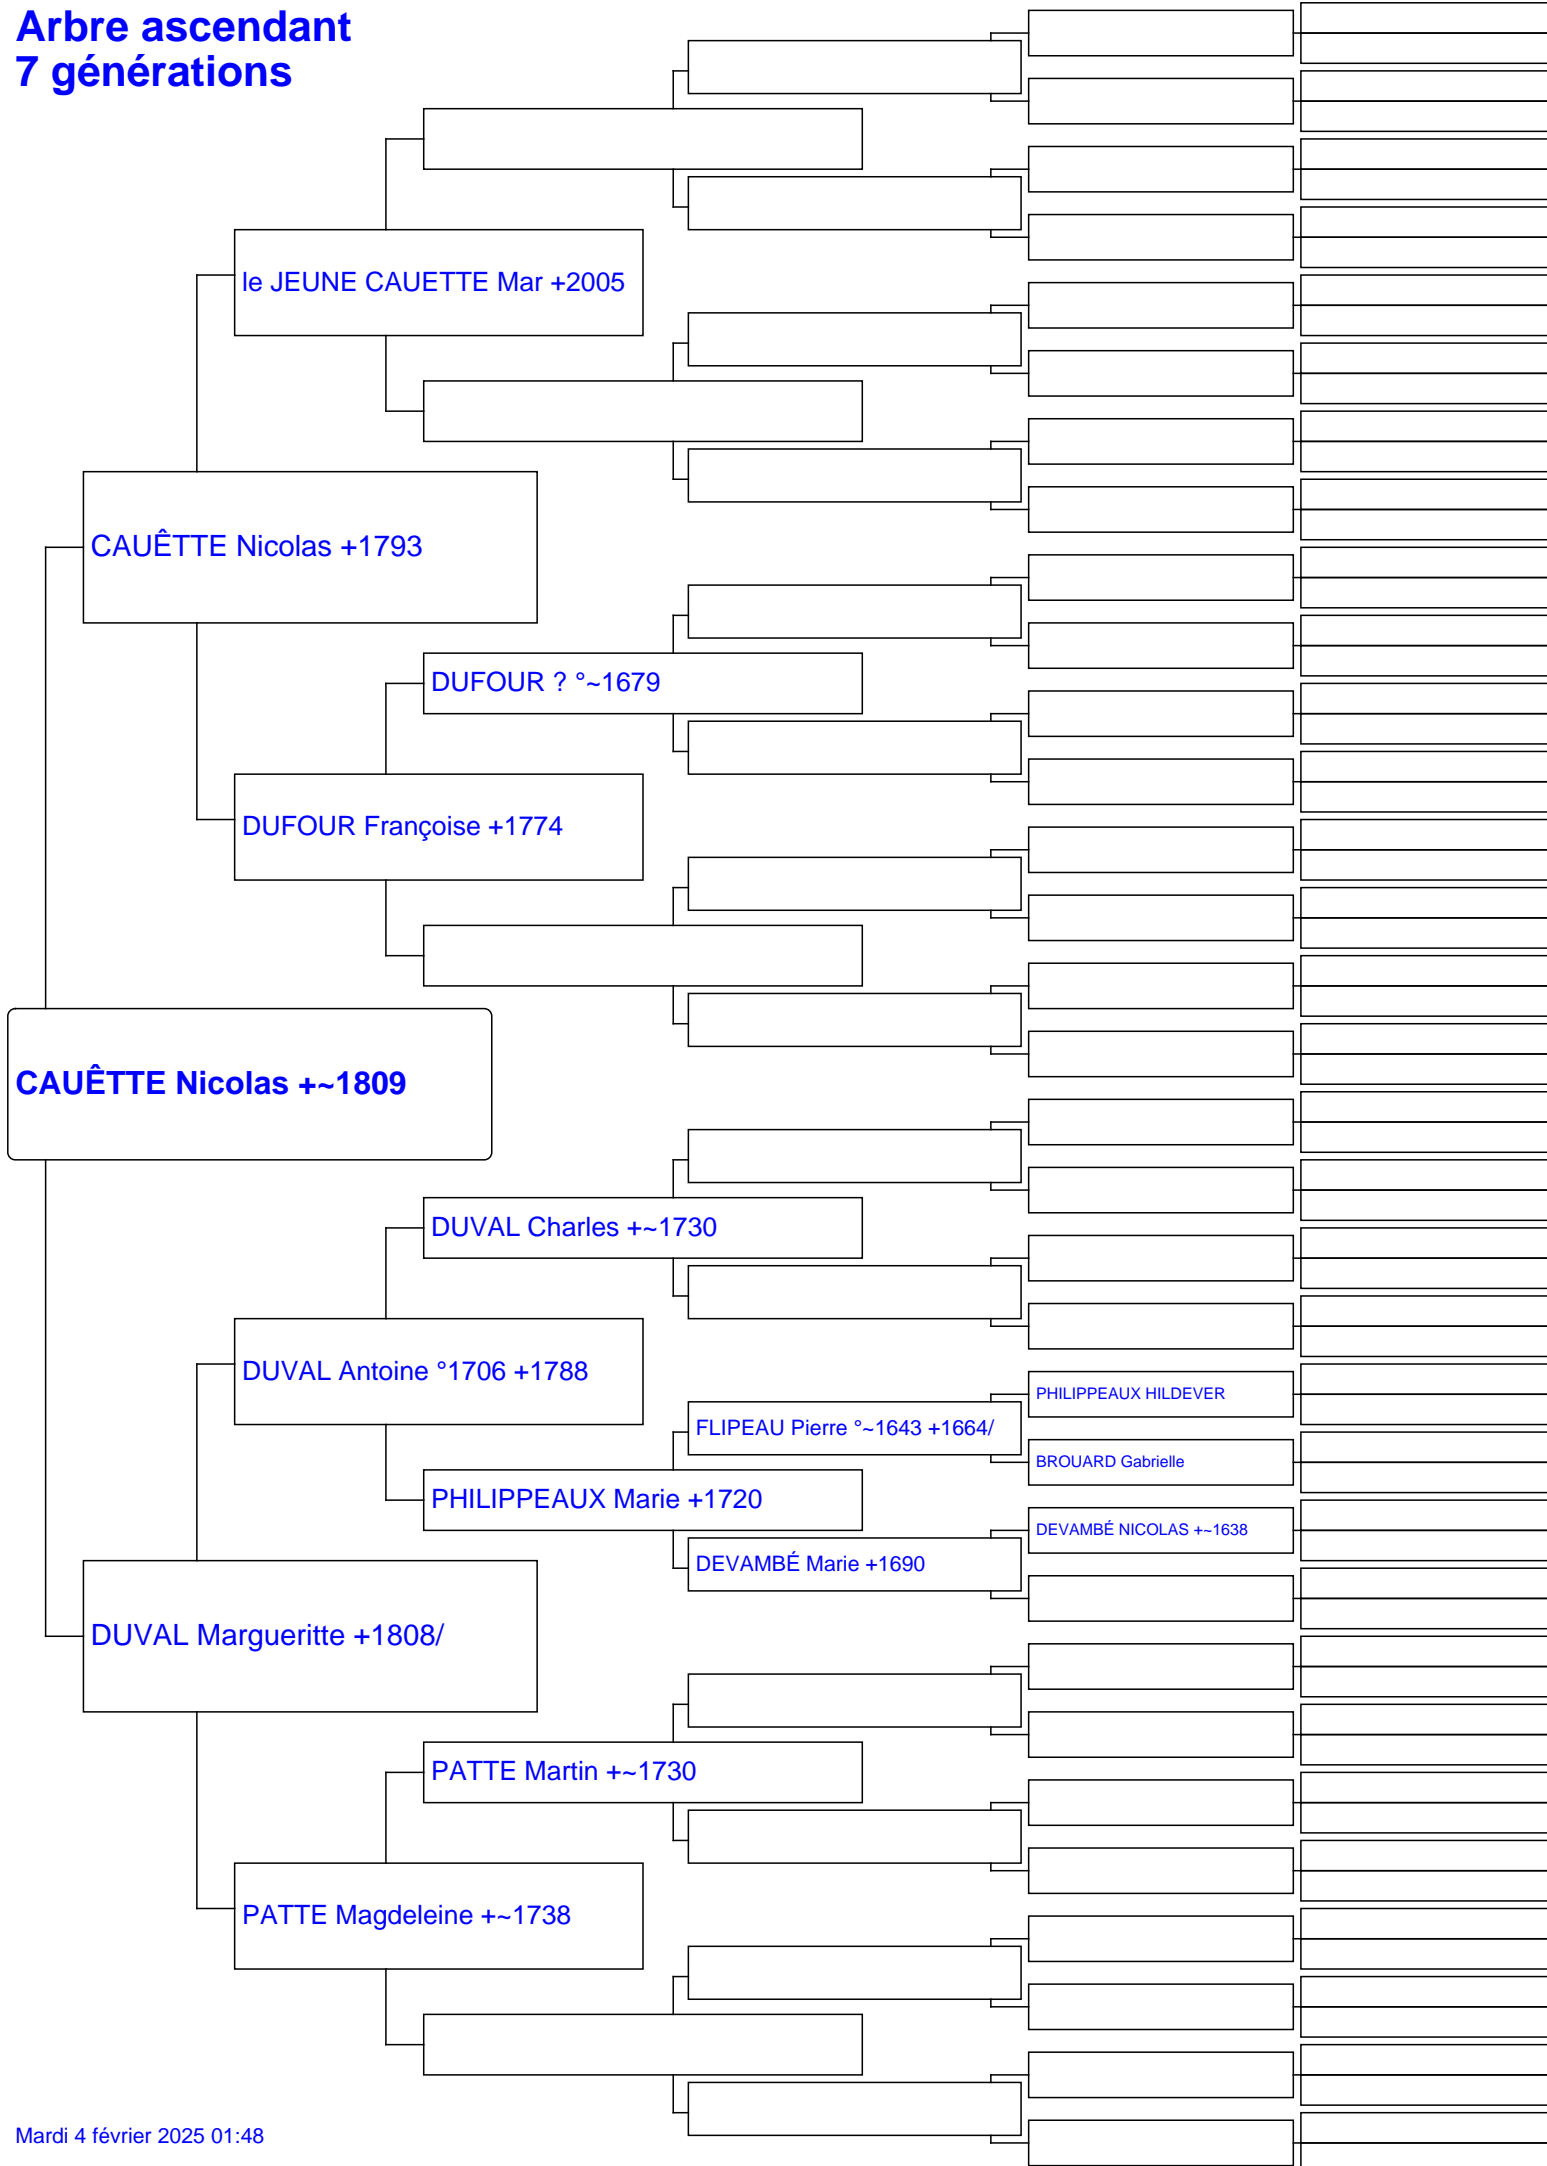 Arbre ascendant
7 générations
le JEUNE CAUETTE Mar +2005
CAUÊTTE Nicolas +1793
DUFOUR ? °~1679
DUFOUR Françoise +1774
CAUÊTTE Nicolas +~1809
DUVAL Charles +~1730
DUVAL Antoine °1706 +1788
PHILIPPEAUX HILDEVER
FLIPEAU Pierre °~1643 +1664/
BROUARD Gabrielle
PHILIPPEAUX Marie +1720
DEVAMBÉ NICOLAS +~1638
DEVAMBÉ Marie +1690
DUVAL Margueritte +1808/
PATTE Martin +~1730
PATTE Magdeleine +~1738
Mardi 4 février 2025 01:48